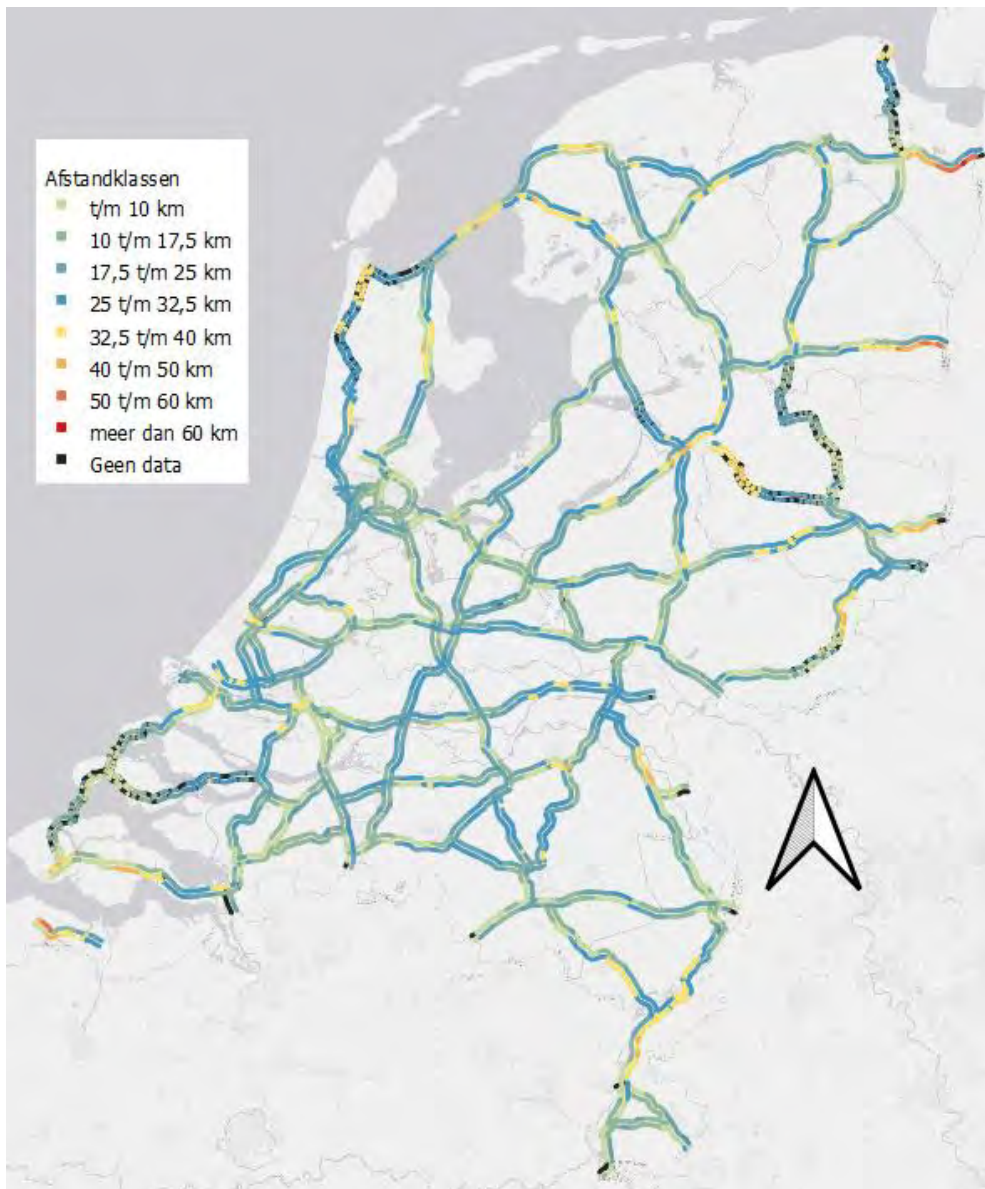 Afstandklassen
t/m 10 km
10 t/m 17,5 km
17,5 t/m 25 km
25 t/m 32,5 km
32,5 t/m 40 km
40 t/m 50 km
50 t/m 60 km
meer dan 60 km
Geen data